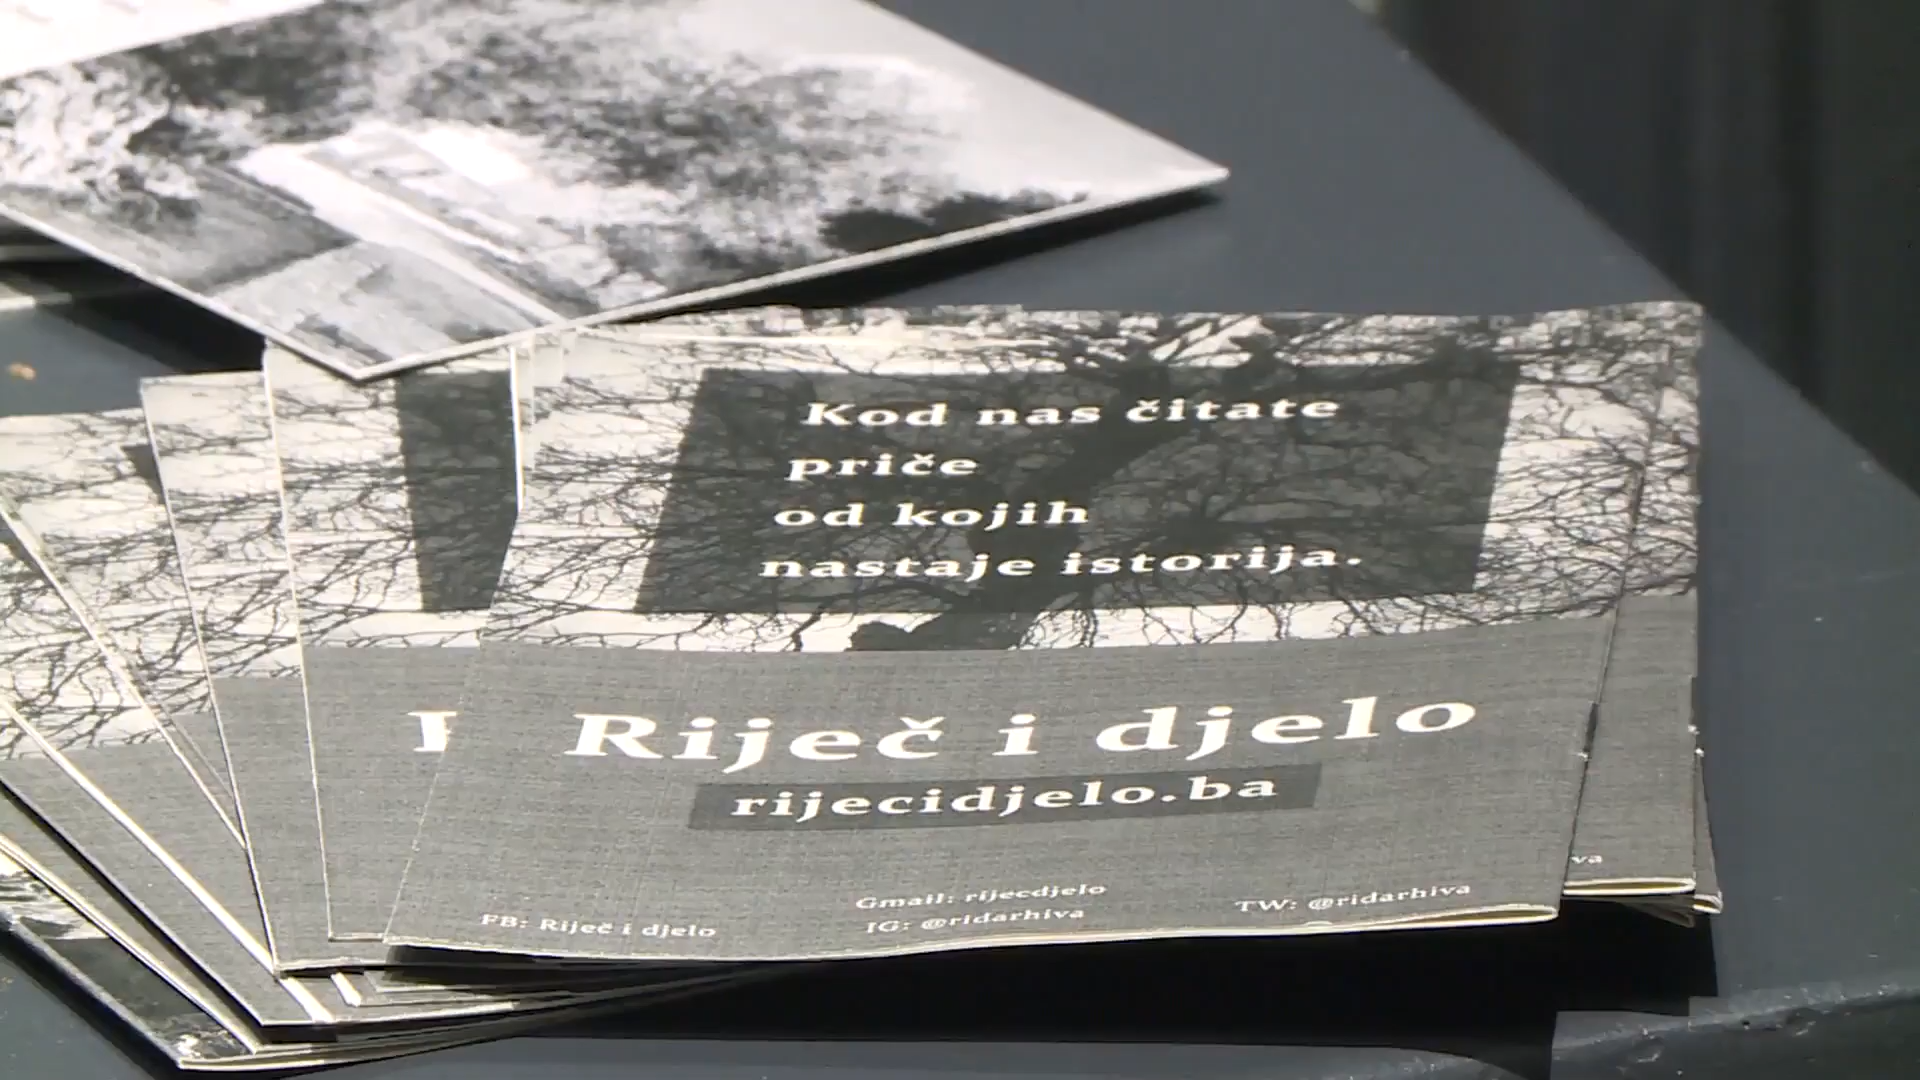 Kod nas čitate
priče
od kojih
nastaje istorija.
Riječ i djelo
rijecidjelo.ba
Gmail: rijecdjelo
FB: Riječ i djelo
IG: @ridarhiva
TW: @ridarhiva
va